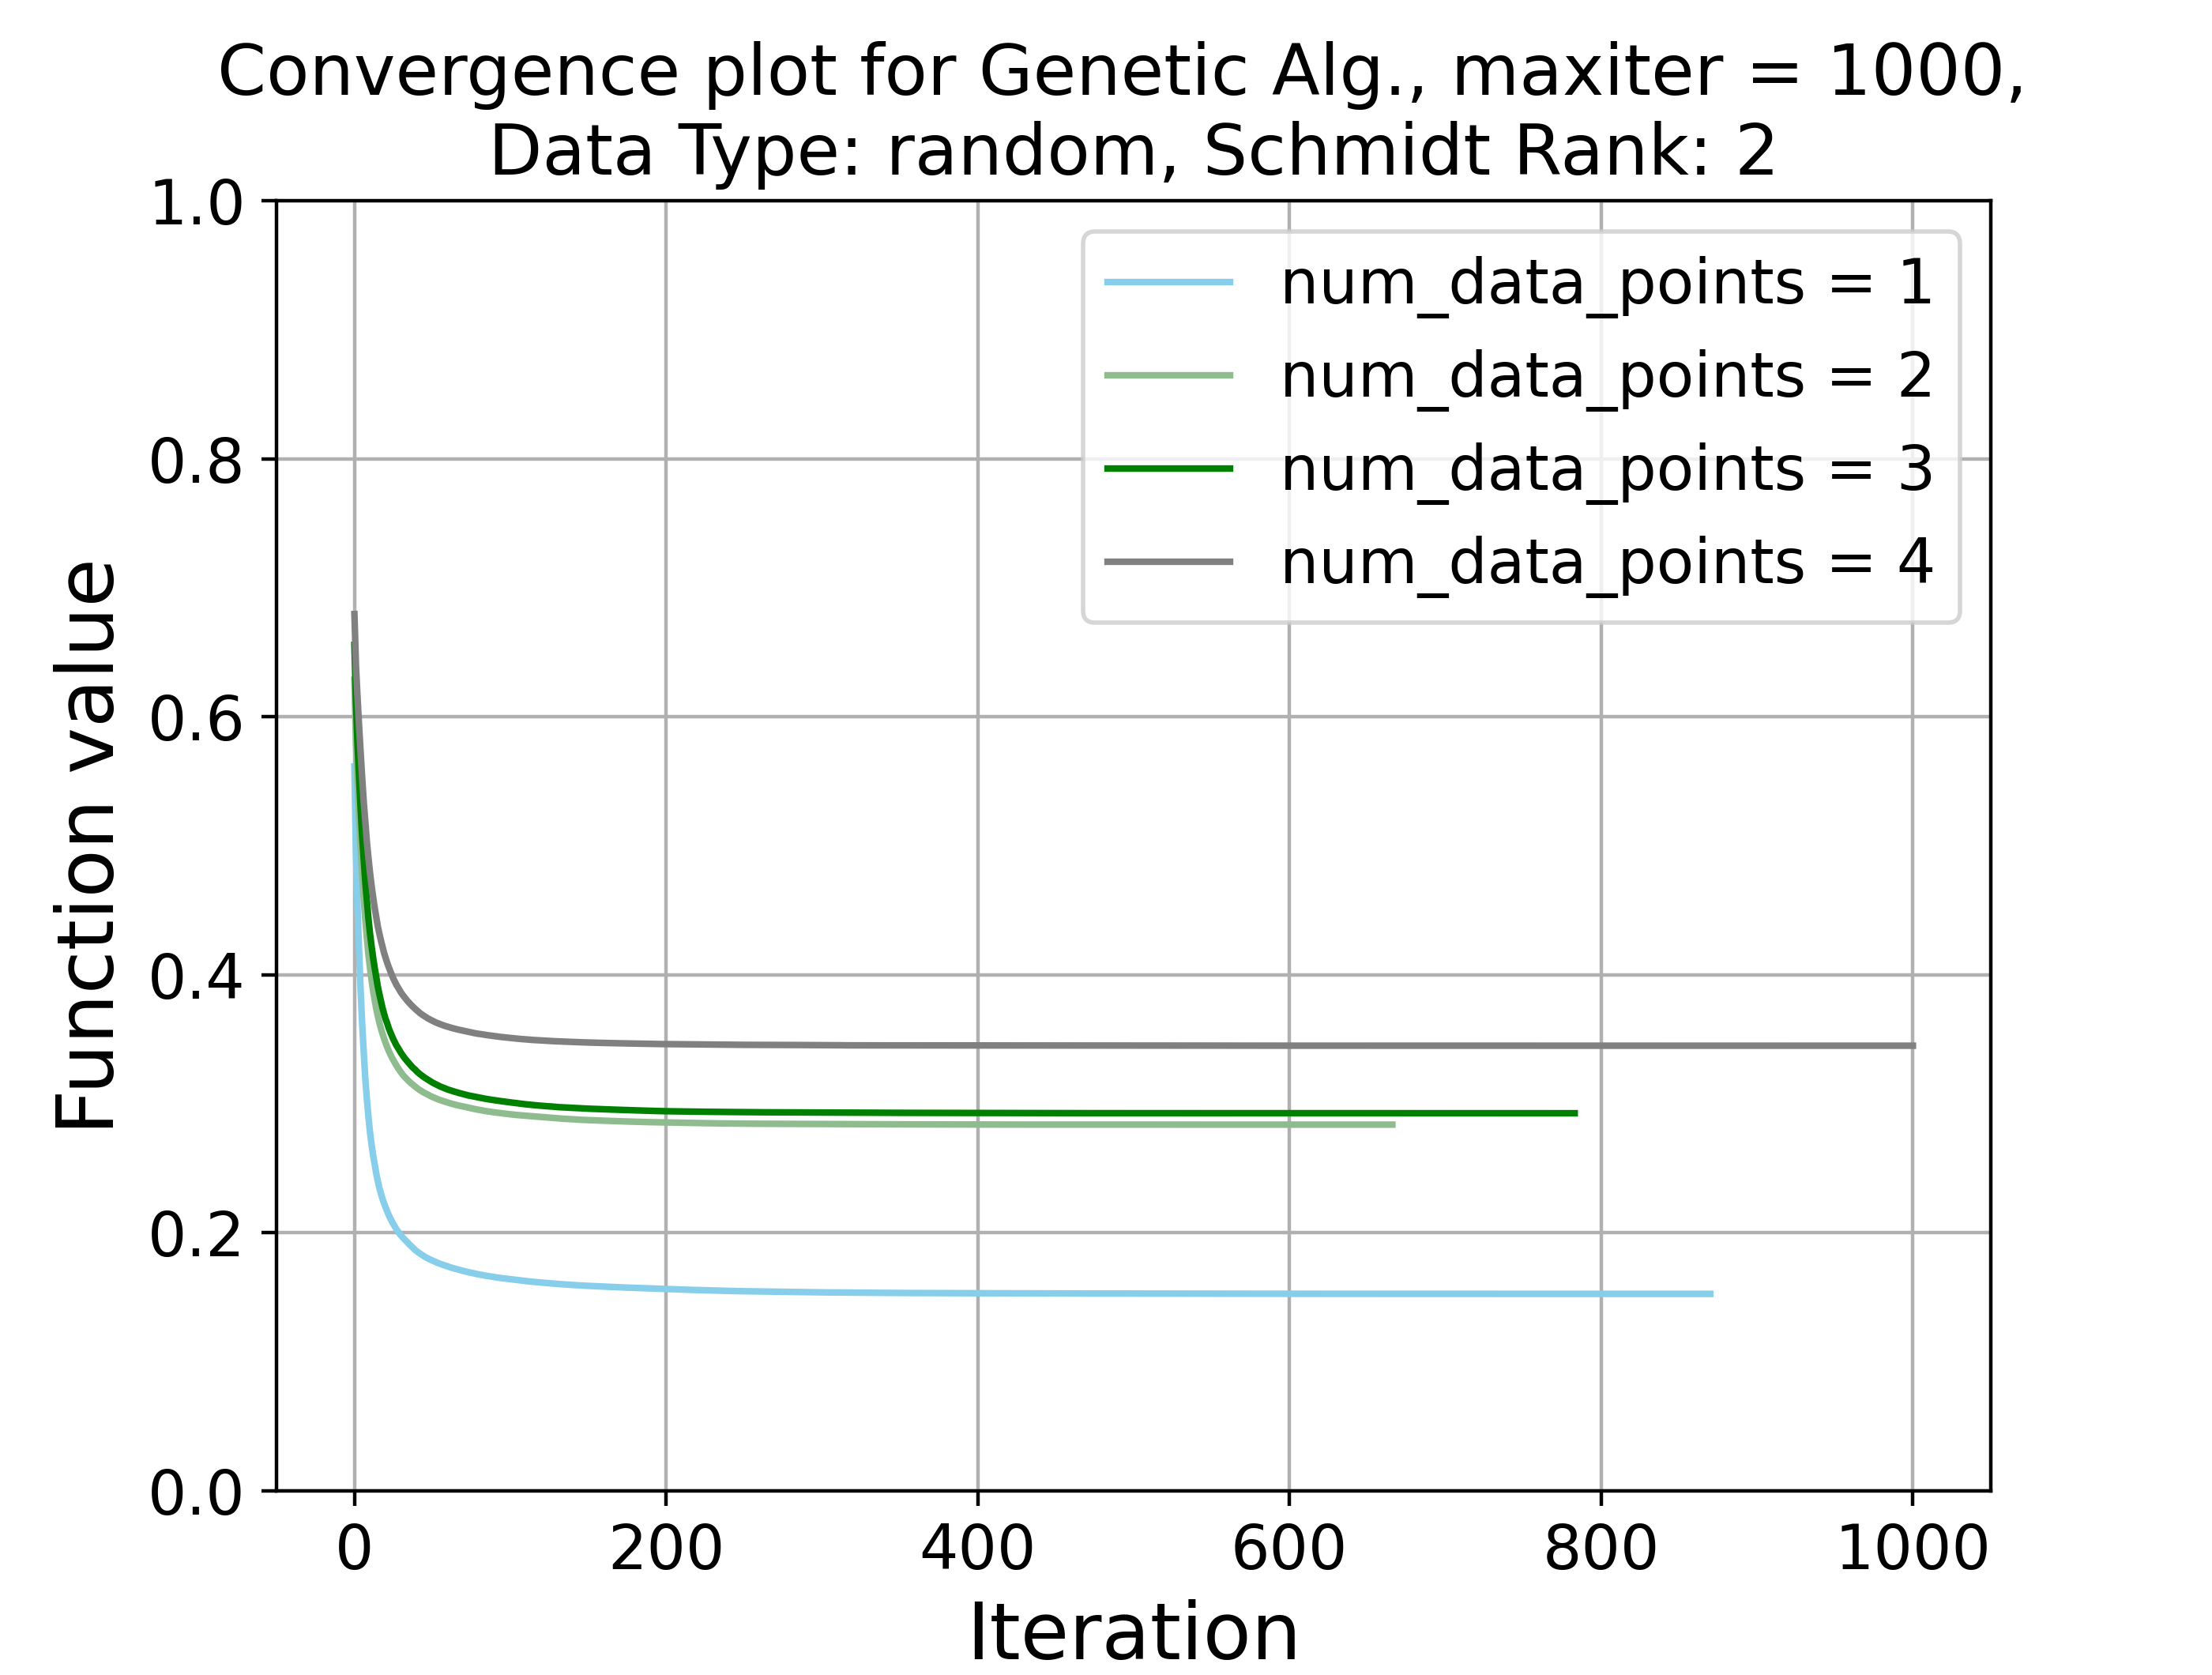 Convergence plot for Genetic Alg., maxiter = 1000,
Data Type: random, Schmidt Rank: 2
num_data_points = 1
num_data_points = 2
num_data_points = 3
num_data_points = 4
Function value
1.0
0.8
0.6
0.4
0.2
0.0
0 200 400 600 800 1000
Iteration